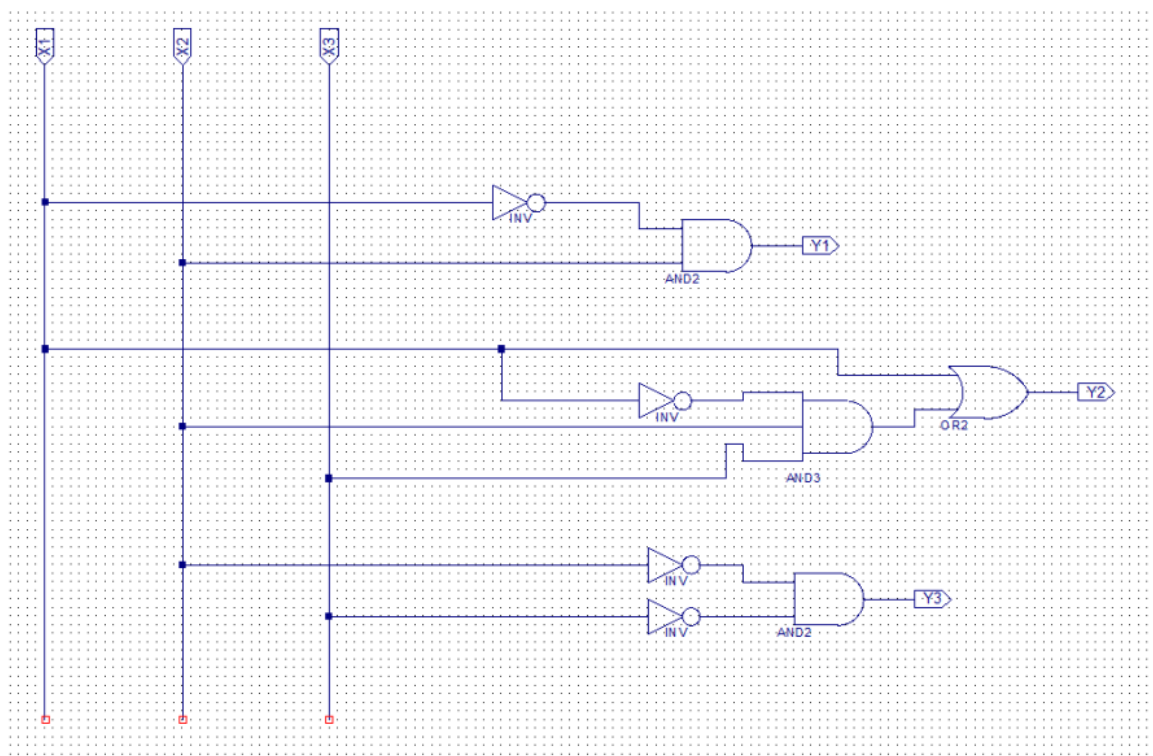 X1
X2
X3
INV
AND2
Y1
INV
AND3
OR2
Y2
INV
INV
AND2
Y3